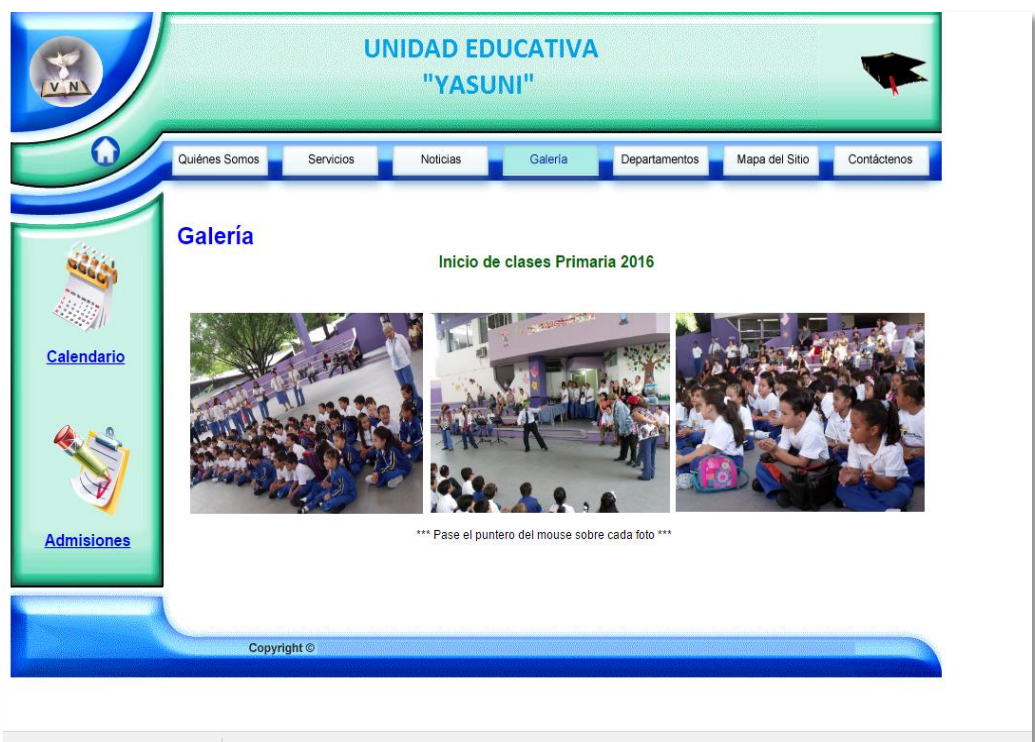 UNIDAD EDUCATIVA
"YASUNI"
V N
Quiénes Somos
Servicios
Noticias
Galería
Departamentos
Mapa del Sitio
Contáctenos
Galería
Inicio de clases Primaria 2016
Calendario
Admisiones
*** Pase el puntero del mouse sobre cada foto ***
Copyright ©